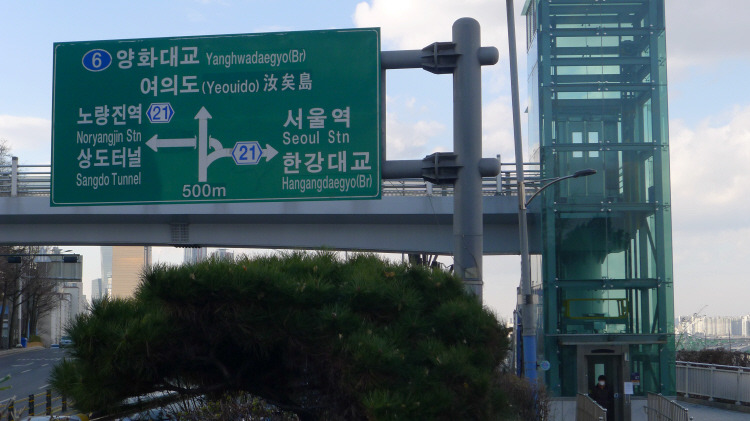 6 양화대교 Yanghwadaegyo(Br)
여의도(Yeouido) 汝矣島
노량진역 21
Noryangjin Stn
상도터널
Sangdo Tunnel
서울역
Seoul Stn
21 한강대교
Hangangdaegyo(Br)
500m